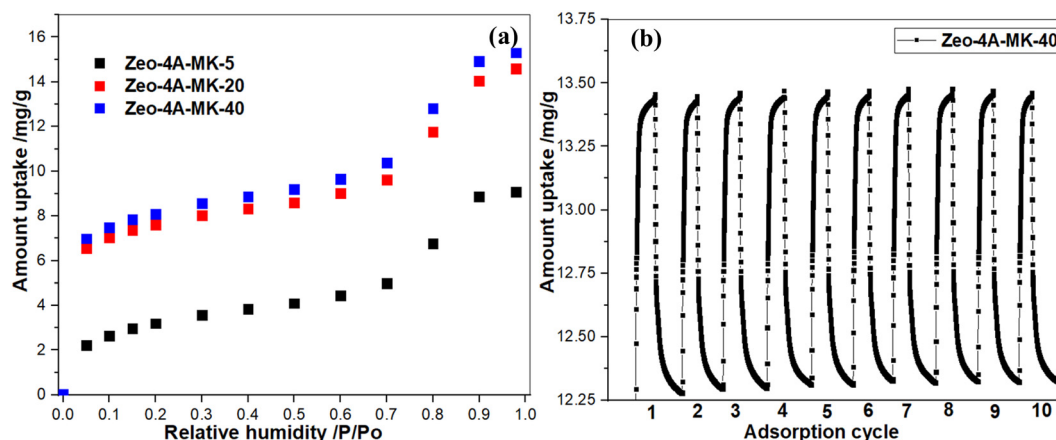 (a)
Zeo-4A-MK-5
Zeo-4A-MK-20
Zeo-4A-MK-40
Amount uptake /mg/g
16
14
12
10
8
6
4
2
0
0.0 0.1 0.2 0.3 0.4 0.5 0.6 0.7 0.8 0.9 1.0
Relative humidity /P/Po
(b)
Zeo-4A-MK-40
Amount uptake /mg/g
13.75
13.50
13.25
13.00
12.75
12.50
12.25
1 2 3 4 5 6 7 8 9 10
Adsorption cycle